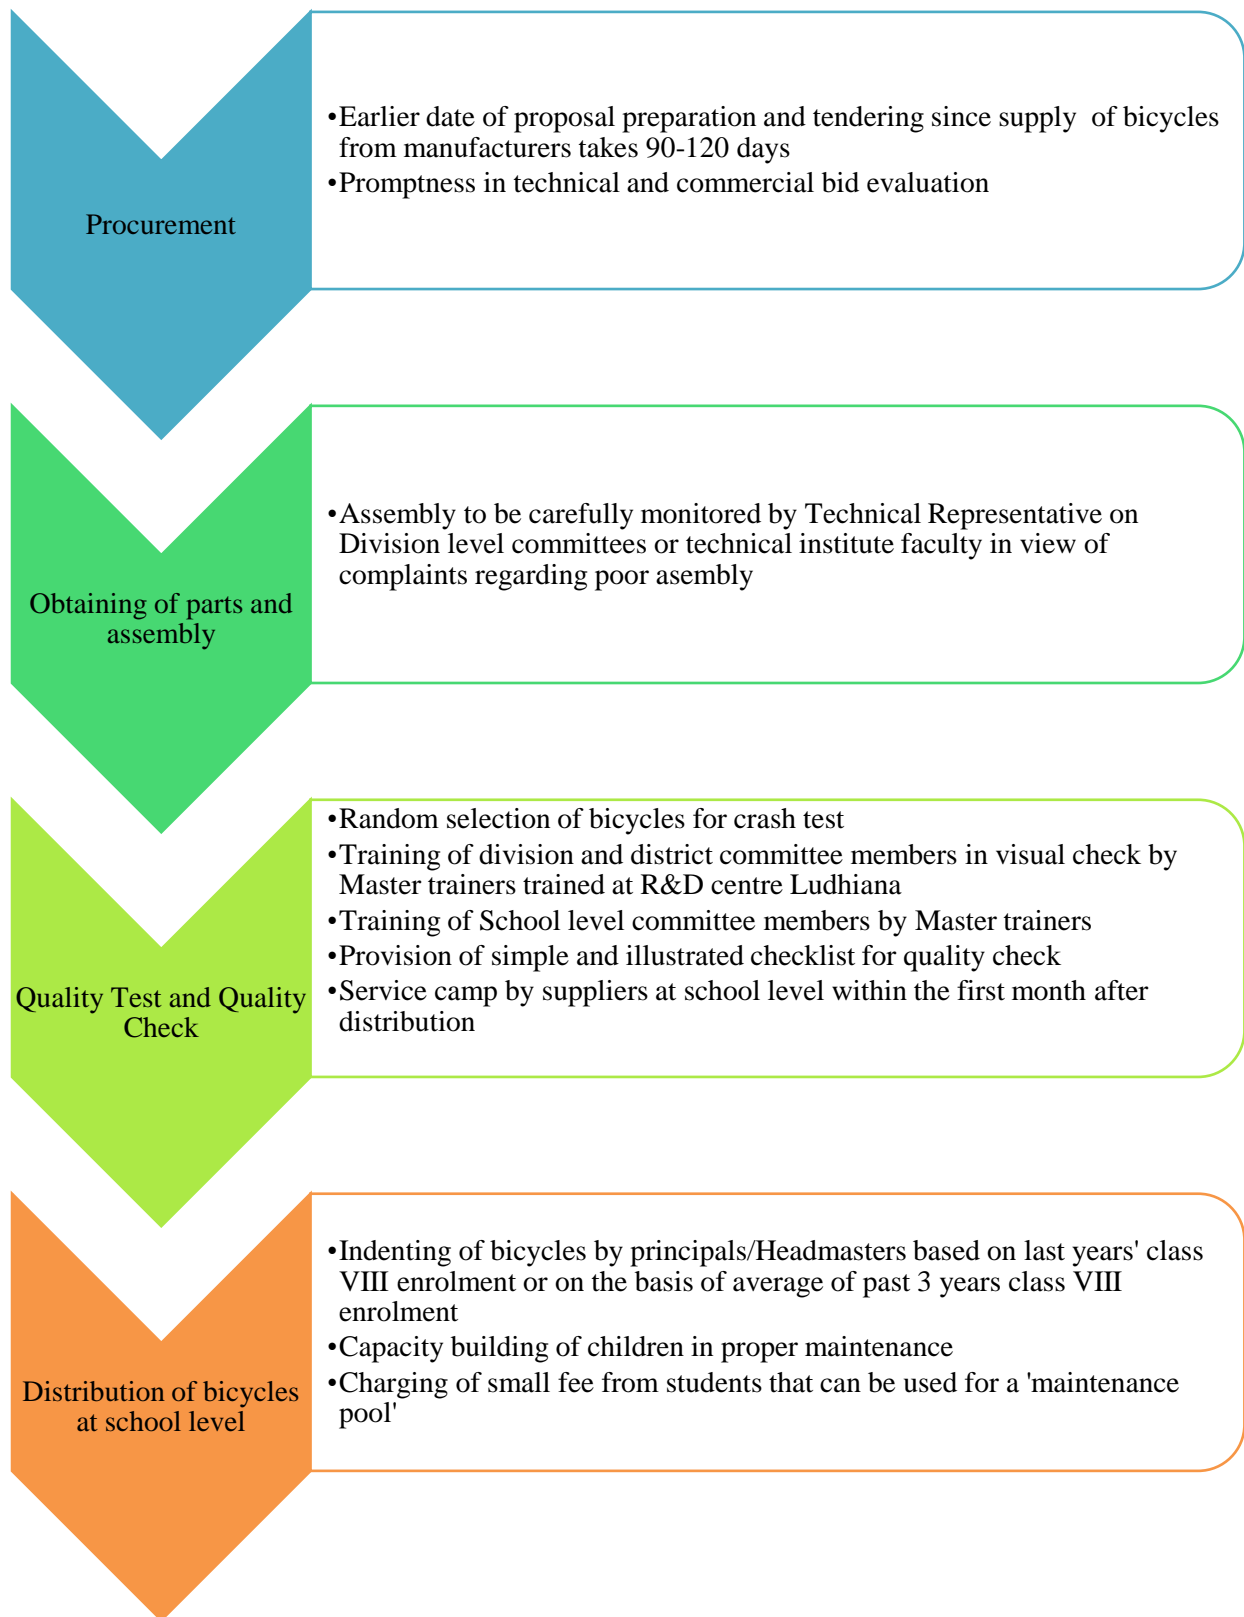 Procurement
•Earlier date of proposal preparation and tendering since supply  of bicycles
from manufacturers takes 90-120 days
•Promptness in technical and commercial bid evaluation
Obtaining of parts and
assembly
•Assembly to be carefully monitored by Technical Representative on
Division level committees or technical institute faculty in view of
complaints regarding poor asembly
Quality Test and Quality
Check
•Random selection of bicycles for crash test
•Training of division and district committee members in visual check by
Master trainers trained at R&D centre Ludhiana
•Training of School level committee members by Master trainers
•Provision of simple and illustrated checklist for quality check
•Service camp by suppliers at school level within the first month after
distribution
Distribution of bicycles
at school level
•Indenting of bicycles by principals/Headmasters based on last years' class
VIII enrolment or on the basis of average of past 3 years class VIII
enrolment
•Capacity building of children in proper maintenance
•Charging of small fee from students that can be used for a 'maintenance
pool'